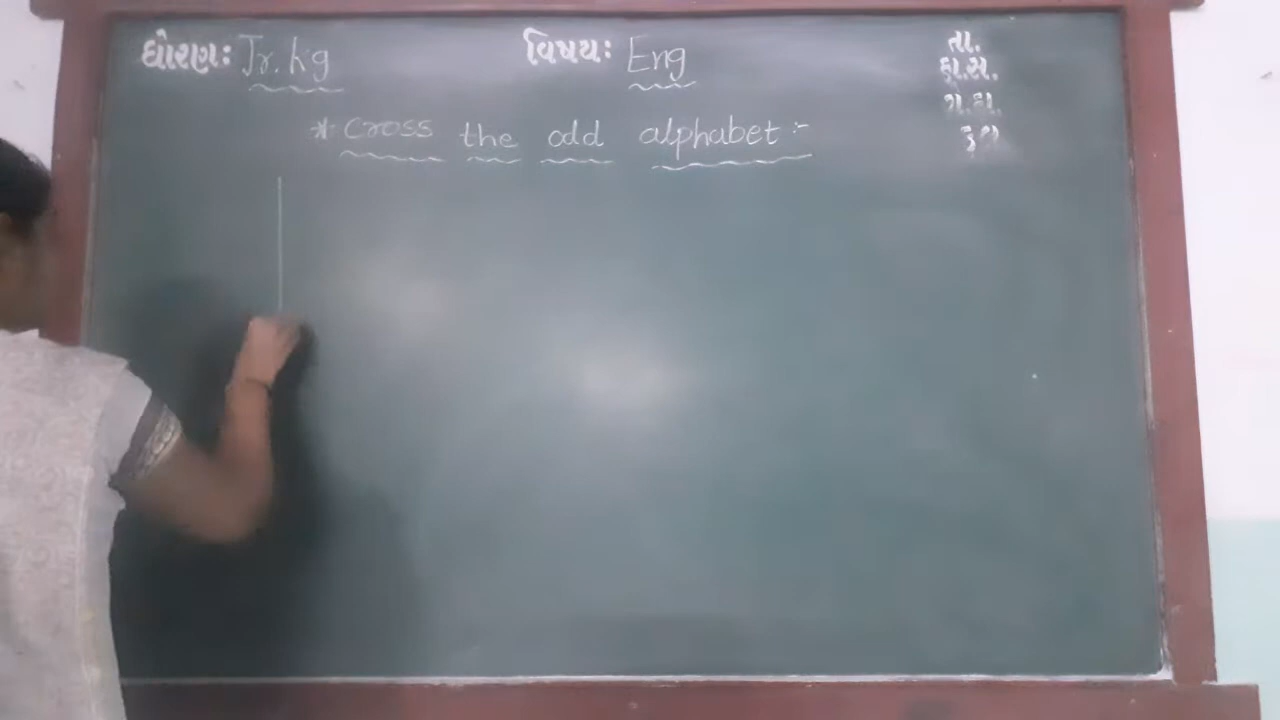 ધોરણ: Jr. kg
વિષય: Eng
તા.
હા.સ.
ગે.હા.
કુલ
* Cross the odd alphabet :-